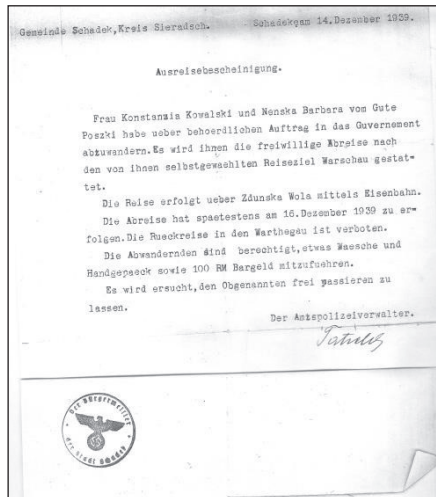 Gemeinde Schadek,Kreis Sieradsch. Schadek,am 14.Dezember 1939.
Ausreisebescheinigung.
Frau Konstanzia Kowalski und Nenska Barbara vom Gute
Poszki habe ueber behoerdlichen Auftrag in das Guvernement
abzuwandern.Es wird ihnen die freiwillige Abreise nach
den von ihnen selbstgewaehlten Reiseziel Warschau gestat-
tet.
Die Reise erfolgt ueber Zdunska Wola mittels Eisenbahn.
Die Abreise hat spaetestens am 16.Dezember 1939 zu er-
folgen.Die Rueckreise in den Warthegau ist verboten.
Die Abwandernden sind berechtigt,etwas Waesche und
Handgepaeck sowie 100 RM Bargeld mitzufuehren.
Es wird ersucht,den Obgenannten frei passieren zu
lassen.
Der Amtspolizeiverwalter.
Der Bürgermeister
der Stadt Schadek